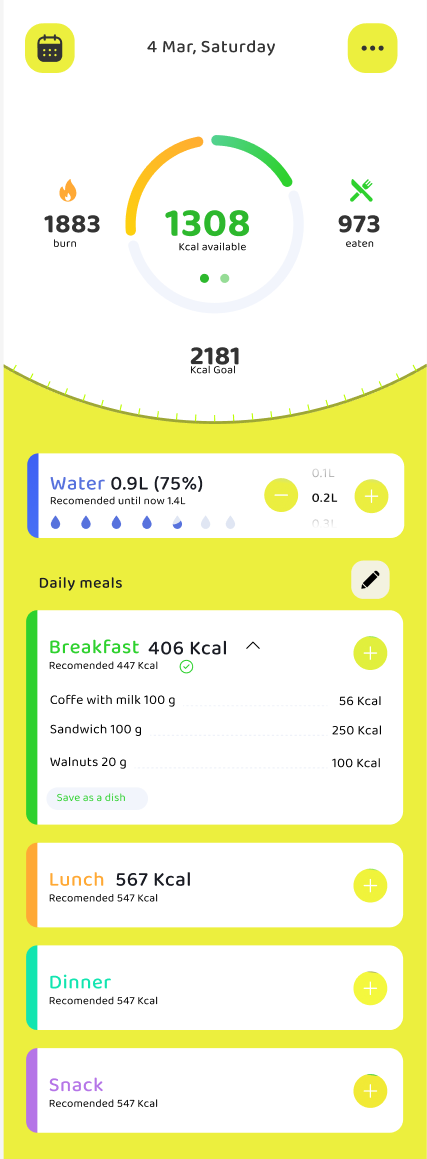 4 Mar, Saturday
1883
burn
1308
Kcal available
973
eaten
2181
Kcal Goal
Water 0.9L (75%)
Recomended until now 1.4L
0.1L
0.2L
0.3L
Daily meals
Breakfast 406 Kcal
Recomended 447 Kcal
Coffe with milk 100 g 56 Kcal
Sandwich 100 g 250 Kcal
Walnuts 20 g 100 Kcal
Save as a dish
Lunch 567 Kcal
Recomended 547 Kcal
Dinner
Recomended 547 Kcal
Snack
Recomended 547 Kcal